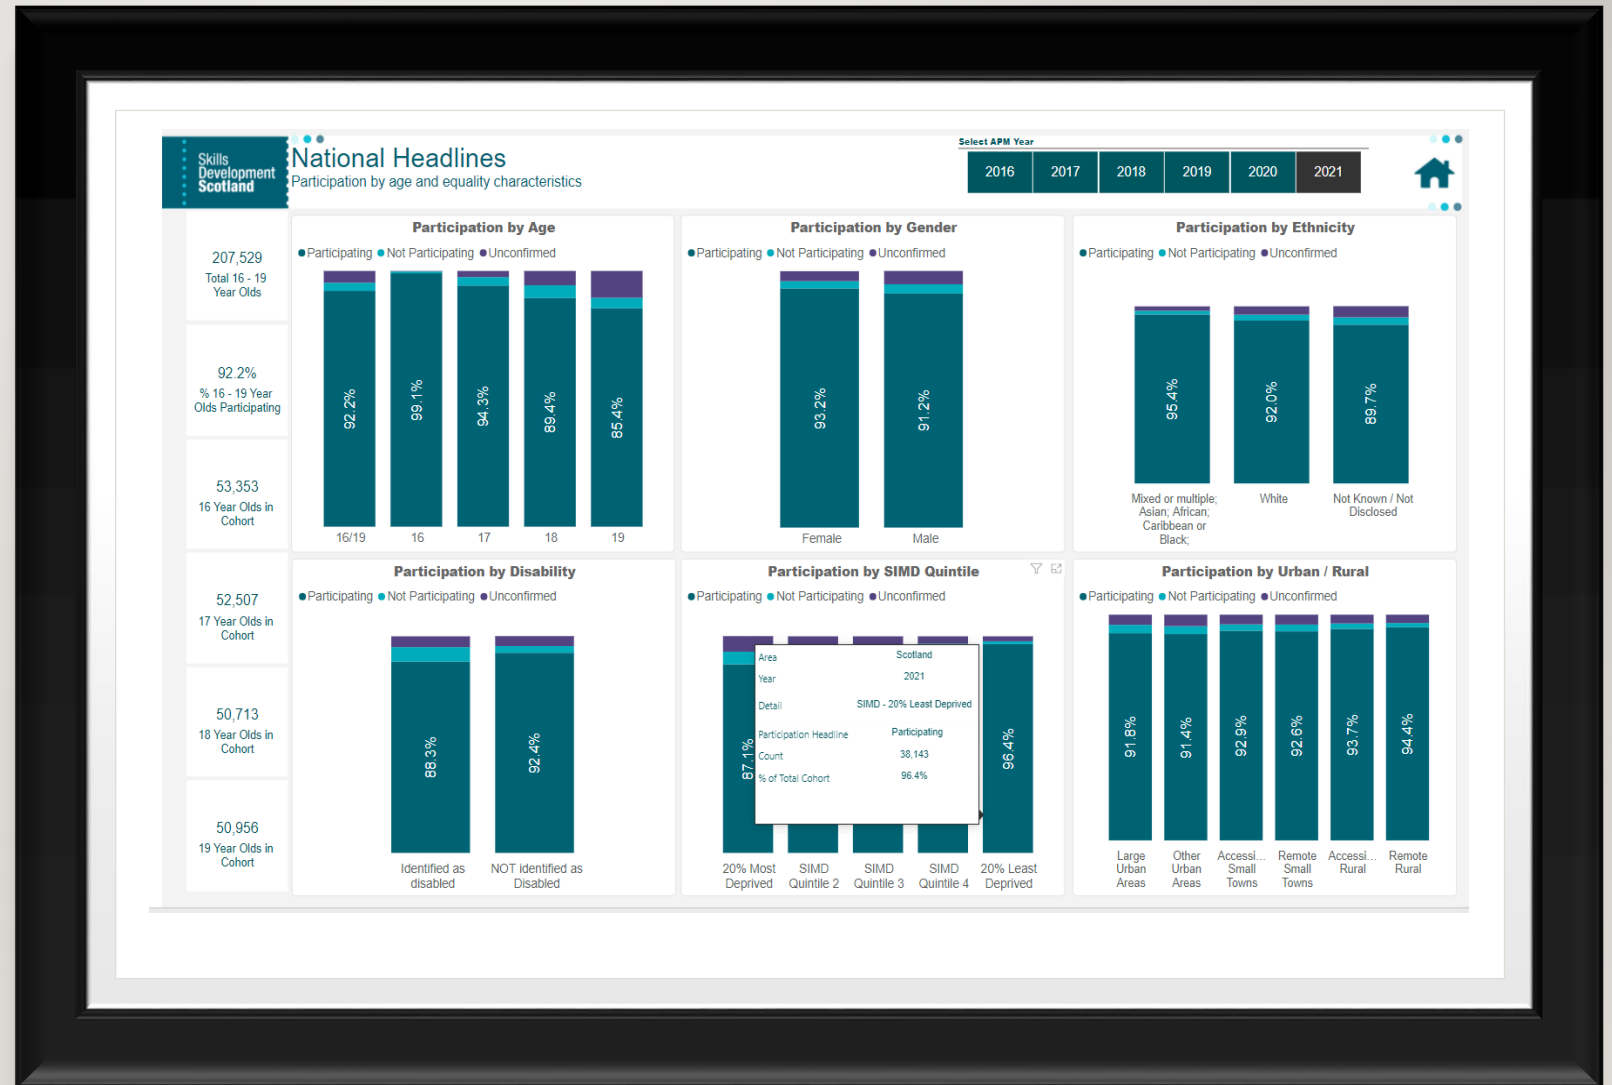 Skills
Development
Scotland
National Headlines
Participation by age and equality characteristics
Select APM Year
2016 2017 2018 2019 2020 2021
207,529
Total 16 - 19
Year Olds
92.2%
% 16 - 19 Year
Olds Participating
53,353
16 Year Olds in
Cohort
52,507
17 Year Olds in
Cohort
50,713
18 Year Olds in
Cohort
50,956
19 Year Olds in
Cohort
Participation by Age
Participating Not Participating Unconfirmed
92.2% 99.1% 94.3% 89.4% 85.4%
16/19 16 17 18 19
Participation by Gender
Participating Not Participating Unconfirmed
93.2% 91.2%
Female Male
Participation by Ethnicity
Participating Not Participating Unconfirmed
95.4% 92.0% 89.7%
Mixed or multiple;
Asian; African;
Caribbean or
Black;
White
Not Known / Not
Disclosed
Participation by Disability
Participating Not Participating Unconfirmed
88.3% 92.4%
Identified as
disabled
NOT identified as
Disabled
Participation by SIMD Quintile
Participating Not Participating Unconfirmed
87.1% 96.4%
Area Scotland
Year 2021
Detail SIMD - 20% Least Deprived
Participation Headline Participating
Count 38,143
% of Total Cohort 96.4%
20% Most
Deprived
SIMD
Quintile 2
SIMD
Quintile 3
SIMD
Quintile 4
20% Least
Deprived
Participation by Urban / Rural
Participating Not Participating Unconfirmed
91.8% 91.4% 92.9% 92.6% 93.7% 94.4%
Large
Urban
Areas
Other
Urban
Areas
Accessi...
Small
Towns
Remote
Small
Towns
Accessi...
Rural
Remote
Rural